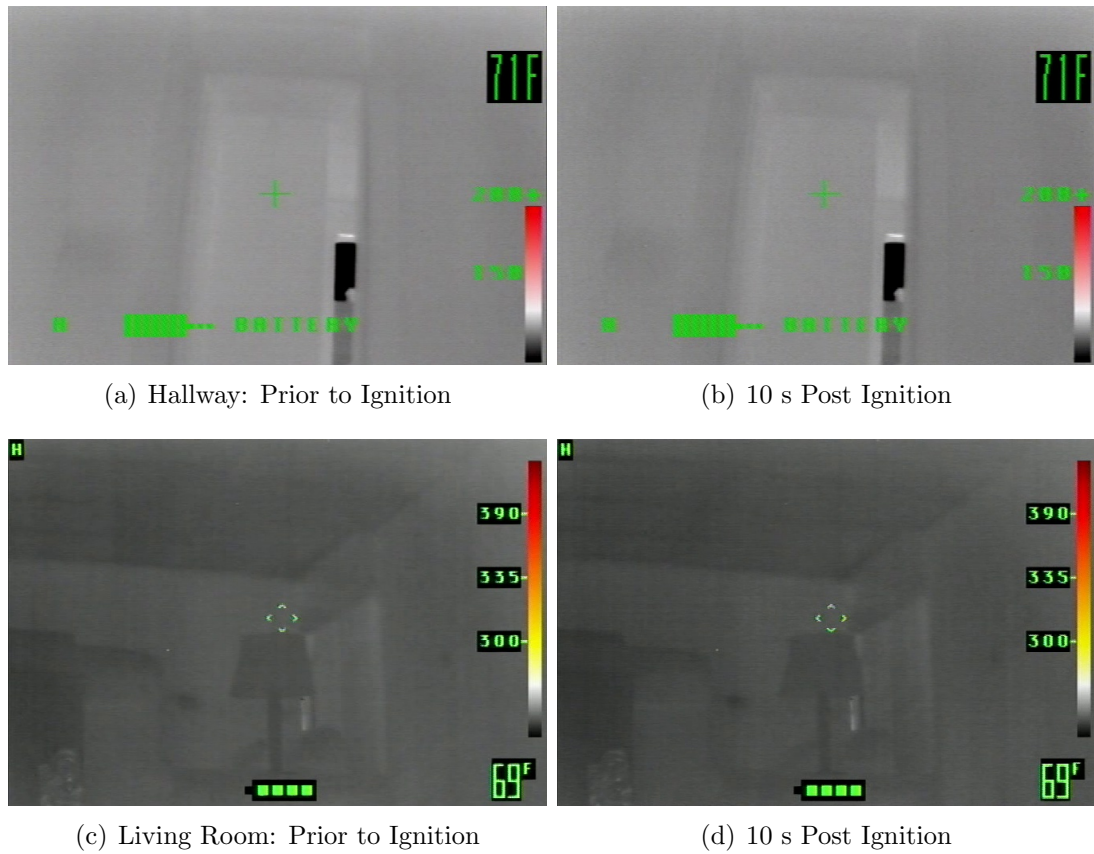 71F
200+
150
BATTERY
71F
200+
150
BATTERY
(a) Hallway: Prior to Ignition
(b) 10 s Post Ignition
H
390-
335-
300-
69F
H
390-
335-
300-
69F
(c) Living Room: Prior to Ignition
(d) 10 s Post Ignition